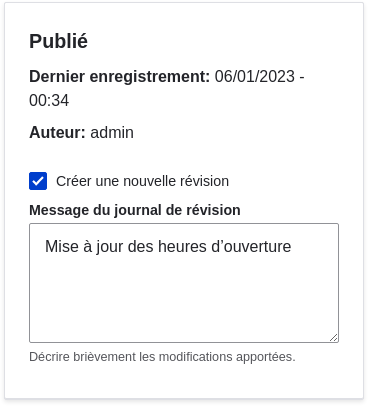 Publié
Dernier enregistrement: 06/01/2023 -
00:34
Auteur: admin
Créer une nouvelle révision
Message du journal de révision
Mise à jour des heures d’ouverture
Décrire brièvement les modifications apportées.